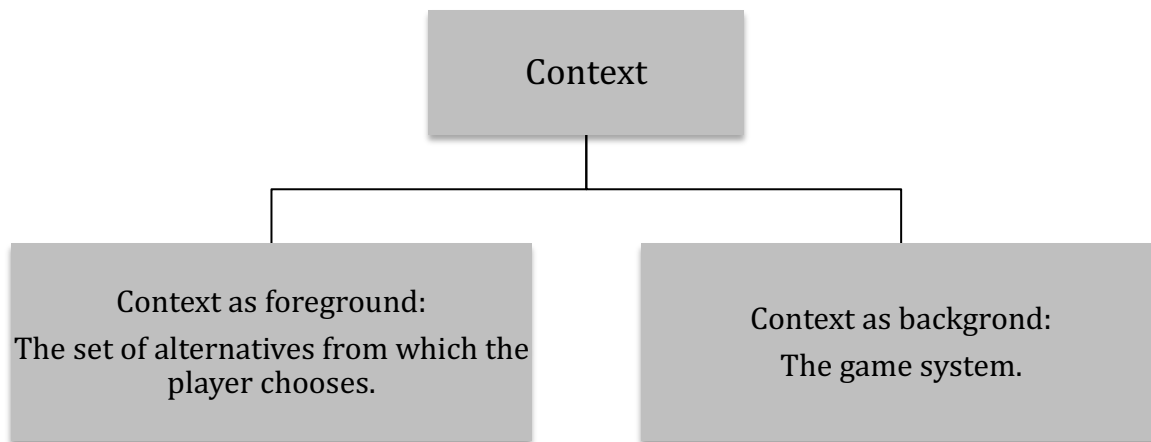 Context
Context as foreground:
The set of alternatives from which the
player chooses.
Context as backgrond:
The game system.